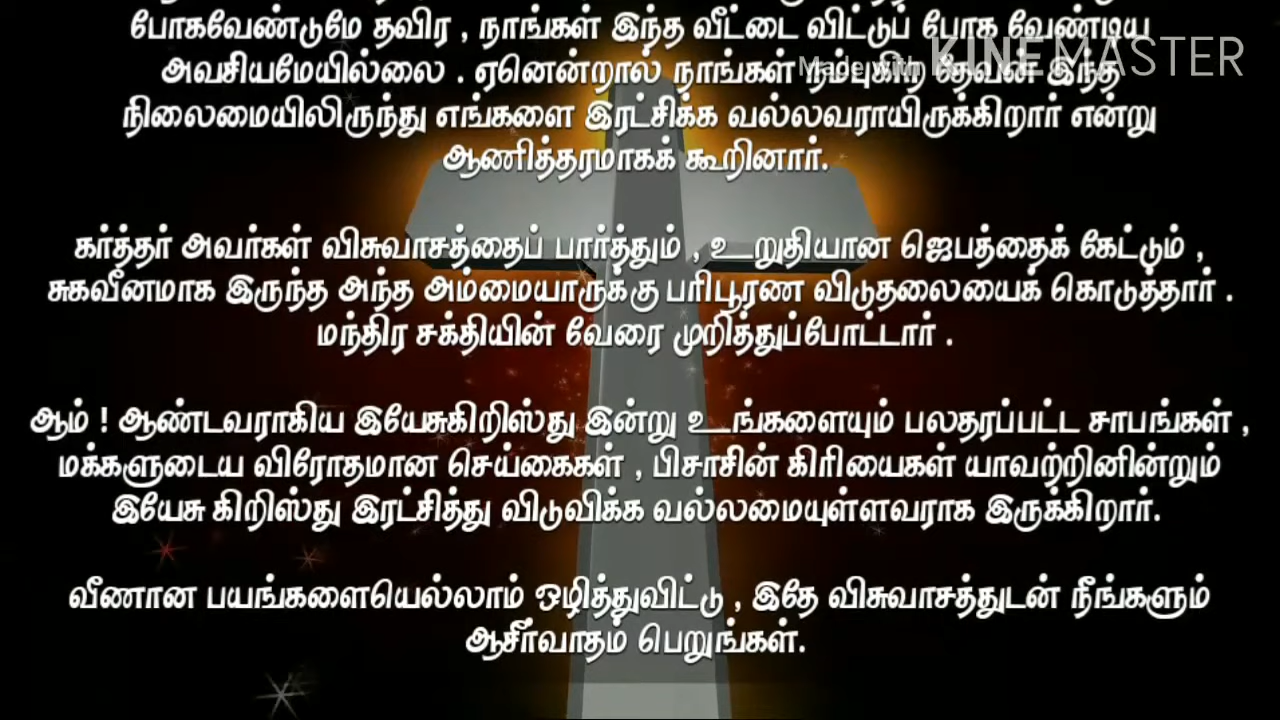 போகவேண்டுமே தவிர , நாங்கள் இந்த வீட்டை விட்டுப் போக வேண்டிய
Made with KINEMASTER
அவசியமேயில்லை . ஏனென்றால் நாங்கள் நம்புகிற தேவன் இந்த
நிலைமையிலிருந்து எங்களை இரட்சிக்க வல்லவராயிருக்கிறார் என்று
ஆணித்தரமாகக் கூறினார்.
கர்த்தர் அவர்கள் விசுவாசத்தைப் பார்த்தும் , உறுதியான ஜெபத்தைக் கேட்டும் ,
சுகவீனமாக இருந்த அந்த அம்மையாருக்கு பரிபூரண விடுதலையைக் கொடுத்தார் .
மந்திர சக்தியின் வேரை முறித்துப்போட்டார் .
ஆம் ! ஆண்டவராகிய இயேசுகிறிஸ்து இன்று உங்களையும் பலதரப்பட்ட சாபங்கள் ,
மக்களுடைய விரோதமான செய்கைகள் , பிசாசின் கிரியைகள் யாவற்றினின்றும்
இயேசு கிறிஸ்து இரட்சித்து விடுவிக்க வல்லமையுள்ளவராக இருக்கிறார்.
வீணான பயங்களையெல்லாம் ஒழித்துவிட்டு , இதே விசுவாசத்துடன் நீங்களும்
ஆசீர்வாதம் பெறுங்கள்.